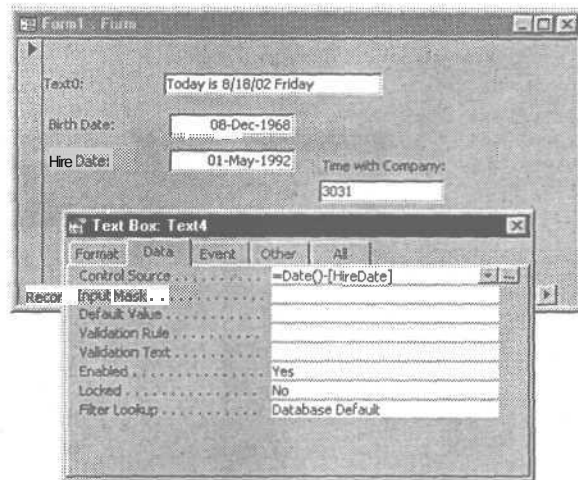 Form1 : Form
Text0:
Today is 8/18/02 Friday
Birth Date:
08-Dec-1968
Hire Date:
01-May-1992
Time with Company:
3031
Text Box: Text4
Format Data Event Other All
Control Source . . . . . . . . . . =Date()-[HireDate] ...
Recor
Input Mask . . . . . . . . . . . .
Default Value . . . . . . . . . . .
Validation Rule . . . . . . . . . .
Validation Text . . . . . . . . . .
Enabled . . . . . . . . . . . . . . Yes
Locked . . . . . . . . . . . . . . . No
Filter Lookup . . . . . . . . . . . Database Default